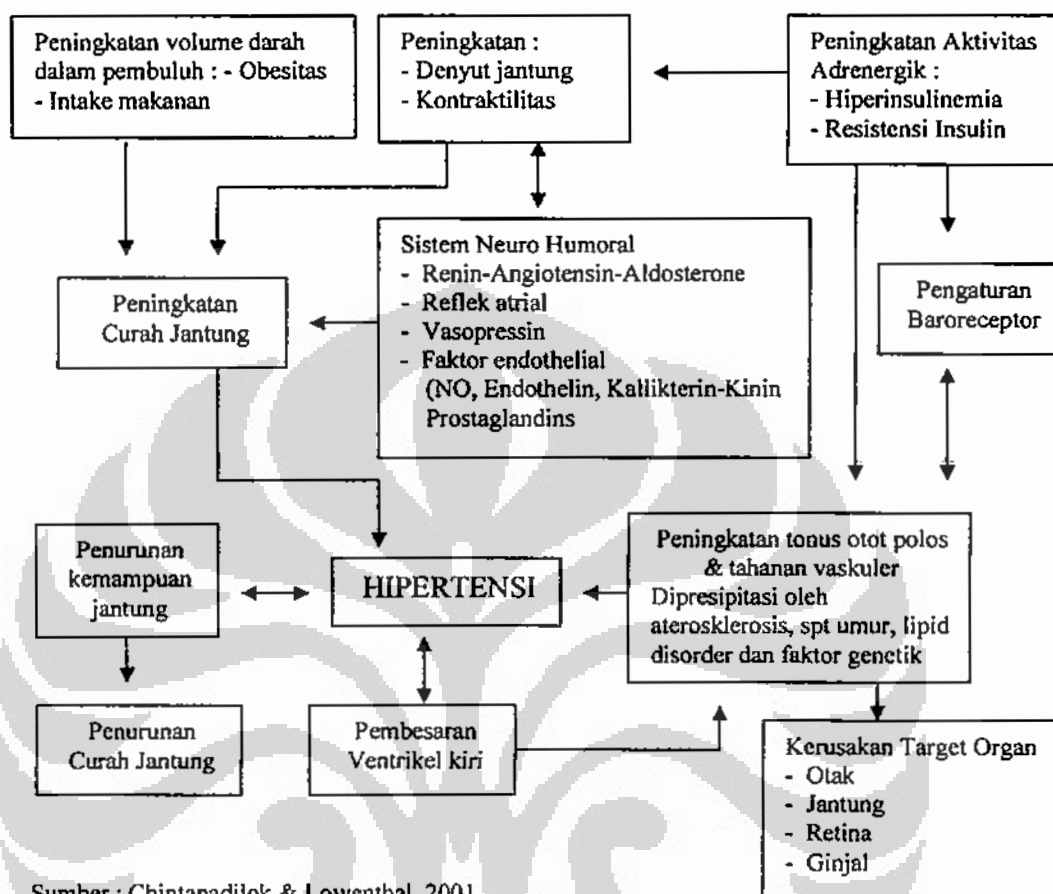 Peningkatan volume darah
dalam pembuluh : - Obesitas
- Intake makanan
Peningkatan :
- Denyut jantung
- Kontraktilitas
Peningkatan Aktivitas
Adrenergik :
- Hiperinsulinemia
- Resistensi Insulin
Sistem Neuro Humoral
- Renin-Angiotensin-Aldosterone
- Reflek atrial
- Vasopressin
- Faktor endothelial
(NO, Endothelin, Kallikterin-Kinin
Prostaglandins
Peningkatan
Curah Jantung
Pengaturan
Baroreceptor
Penurunan
kemampuan
jantung
HIPERTENSI
Peningkatan tonus otot polos
& tahanan vaskuler
Dipresipitasi oleh
aterosklerosis, spt umur, lipid
disorder dan faktor genetik
Penurunan
Curah Jantung
Pembesaran
Ventrikel kiri
Kerusakan Target Organ
- Otak
- Jantung
- Retina
- Ginjal
Sumber : Chintanadilok & Lowenthal, 2001